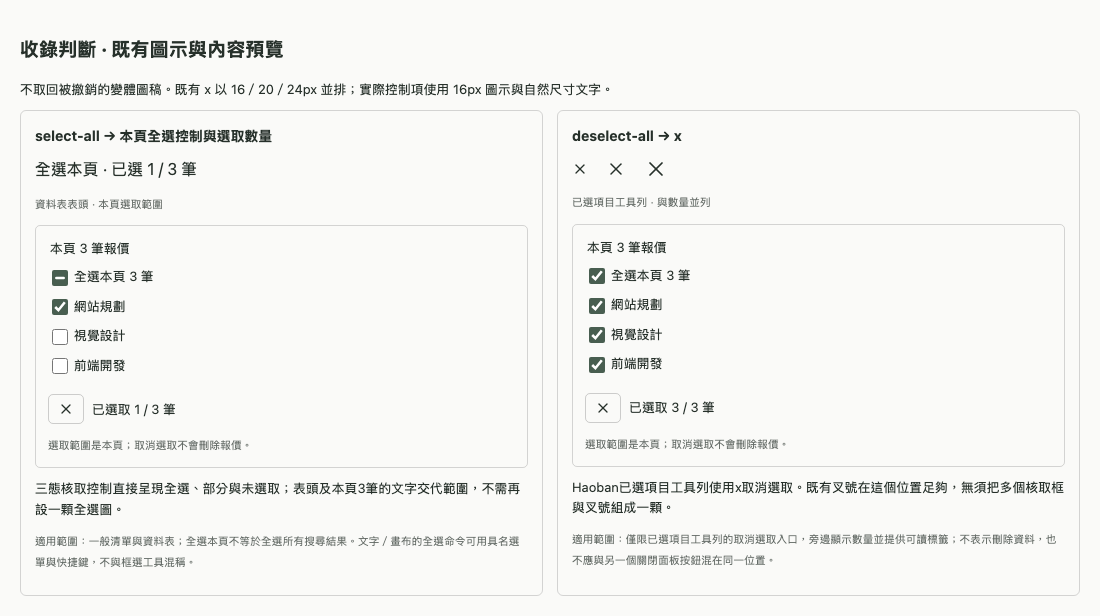 收錄判斷 · 既有圖示與內容預覽
不取回被撤銷的變體圖稿。既有 x 以 16 / 20 / 24px 並排；實際控制項使用 16px 圖示與自然尺寸文字。
select-all → 本頁全選控制與選取數量
全選本頁 · 已選 1 / 3 筆
資料表表頭 · 本頁選取範圍
本頁 3 筆報價
全選本頁 3 筆
網站規劃
視覺設計
前端開發
已選取 1 / 3 筆
選取範圍是本頁；取消選取不會刪除報價。
三態核取控制直接呈現全選、部分與未選取；表頭及本頁3筆的文字交代範圍，不需再
設一顆全選圖。
適用範圍：一般清單與資料表；全選本頁不等於全選所有搜尋結果。文字 / 畫布的全選命令可用具名選
單與快捷鍵，不與框選工具混稱。
deselect-all → x
已選項目工具列 · 與數量並列
本頁 3 筆報價
全選本頁 3 筆
網站規劃
視覺設計
前端開發
已選取 3 / 3 筆
選取範圍是本頁；取消選取不會刪除報價。
Haoban已選項目工具列使用x取消選取。既有叉號在這個位置足夠，無須把多個核取框
與叉號組成一顆。
適用範圍：僅限已選項目工具列的取消選取入口，旁邊顯示數量並提供可讀標籤；不表示刪除資料，也
不應與另一個關閉面板按鈕混在同一位置。